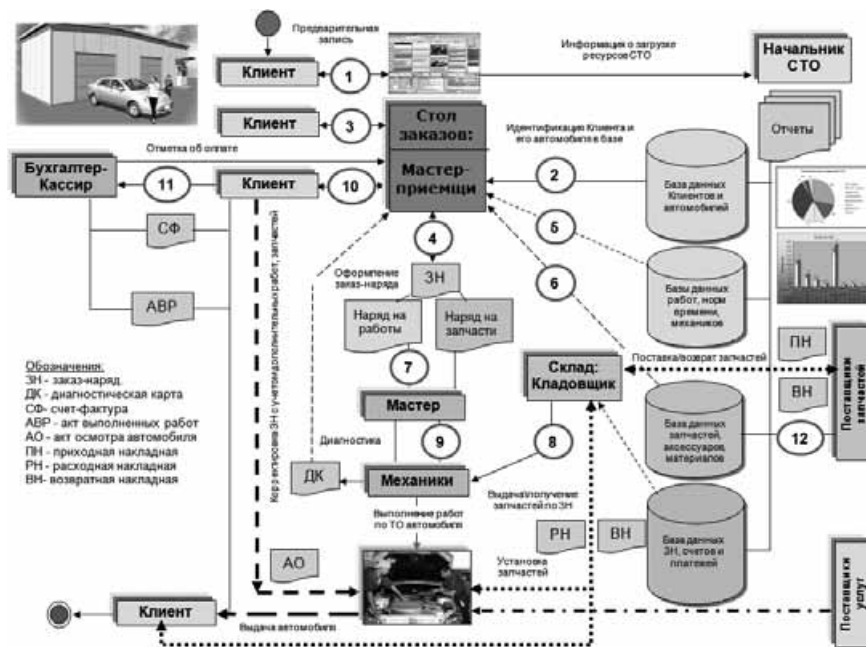 Предварительная
запись
Клиент
1
Информация о загрузке
ресурсов СТО
Начальник
СТО
Клиент
3
Стол
заказов:
Мастер-
приемщи
Идентификация Клиента и
его автомобиля в базе
Отчеты
Бухгалтер-
Кассир
Отметка об оплате
11
Клиент
10
2
База данных
Клиентов и
автомобилей
СФ
4
5
Оформление
заказ-наряда
ЗН
6
Базы данных
работ, норм
времени,
механиков
АВР
Наряд на
работы
Наряд на
запчасти
Корректировка ЗН с учетом дополнительных работ, запчастей
7
Поставка/возврат запчастей
ПН
Обозначения:
ЗН - заказ-наряд
ДК - диагностическая карта
СФ- счет-фактура
АВР - акт выполненных работ
АО - акт осмотра автомобиля
ПН - приходная накладная
РН - расходная накладная
ВН- возвратная накладная
Склад:
Кладовщик
ВН
Поставщики
запчастей
Мастер
База данных
запчастей,
аксессуаров,
материалов
12
Диагностика
9
8
ДК
Механики
Выдача\получение
запчастей по ЗН
Выполнение работ
по ТО автомобиля
РН
ВН
База данных
ЗН, счетов и
платежей
АО
Установка
запчастей
Поставщики
услуг
Клиент
Выдача автомобиля